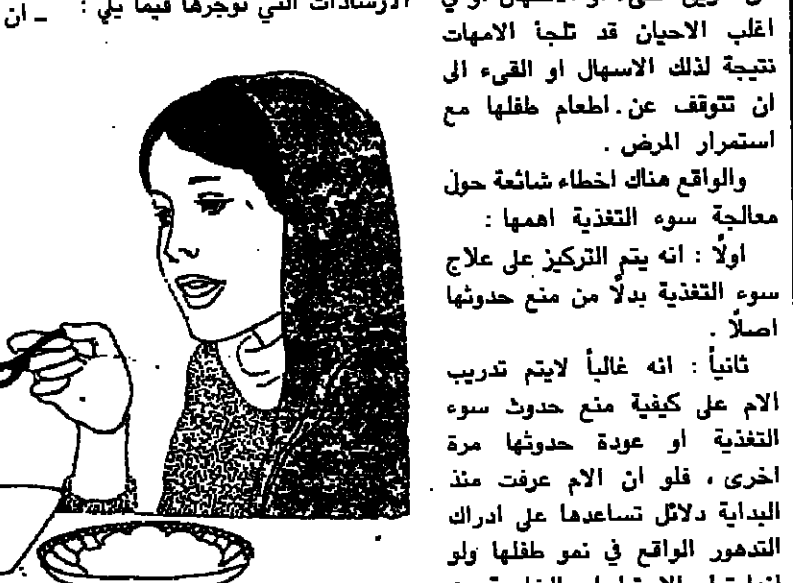 اغلب الاحيان قد تلجأ الامهات
نتيجة لذلك الاسهال او القيء الى
ان تتوقف عن . اطعام طفلها مع
استمرار المرض .
والواقع هناك اخطاء شائعة حول
معالجة سوء التغذية اهمها :
اولًا : انه يتم التركيز على علاج
سوء التغذية بدلًا من منع حدوثها
اصلًا .
ثانياً : انه غالباً لايتم تدريب
الام على كيفية منع حدوث سوء
التغذية او عودة حدوثها مرة
اخرى ، فلو ان الام عرفت منذ
البداية دلائل تساعدها على ادراك
التدهور الواقع في نمو طفلها ولو
الارشادات التي نوجزها فيما يلي :
ـ ان